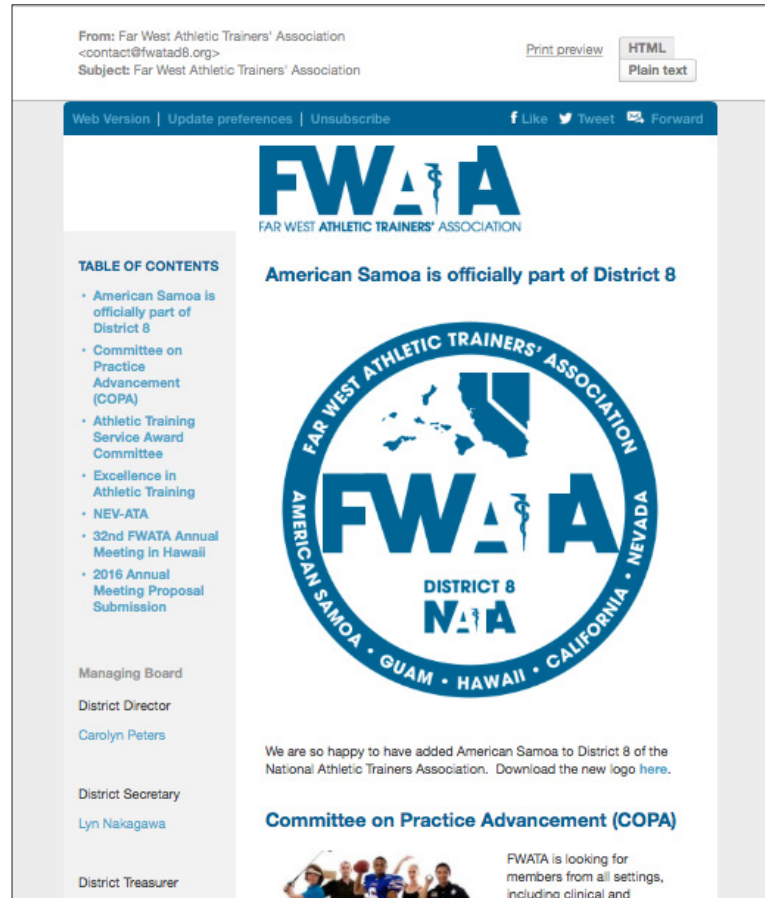 From: Far West Athletic Trainers' Association
<contact@fwatad8.org>
Subject: Far West Athletic Trainers' Association
Print preview
HTML
Plain text
Web Version | Update preferences | Unsubscribe
Like Tweet Forward
FWATA
FAR WEST ATHLETIC TRAINERS' ASSOCIATION
TABLE OF CONTENTS
• American Samoa is
officially part of
District 8
• Committee on
Practice
Advancement
(COPA)
• Athletic Training
Service Award
Committee
• Excellence in
Athletic Training
• NEV-ATA
• 32nd FWATA Annual
Meeting in Hawaii
• 2016 Annual
Meeting Proposal
Submission
Managing Board
District Director
Carolyn Peters
District Secretary
Lyn Nakagawa
District Treasurer
American Samoa is officially part of District 8
FAR WEST ATHLETIC TRAINERS' ASSOCIATION
FWATA
DISTRICT 8
NATA
AMERICAN SAMOA • GUAM • HAWAII • CALIFORNIA • NEVADA
We are so happy to have added American Samoa to District 8 of the
National Athletic Trainers Association. Download the new logo here.
Committee on Practice Advancement (COPA)
FWATA is looking for
members from all settings,
including clinical and